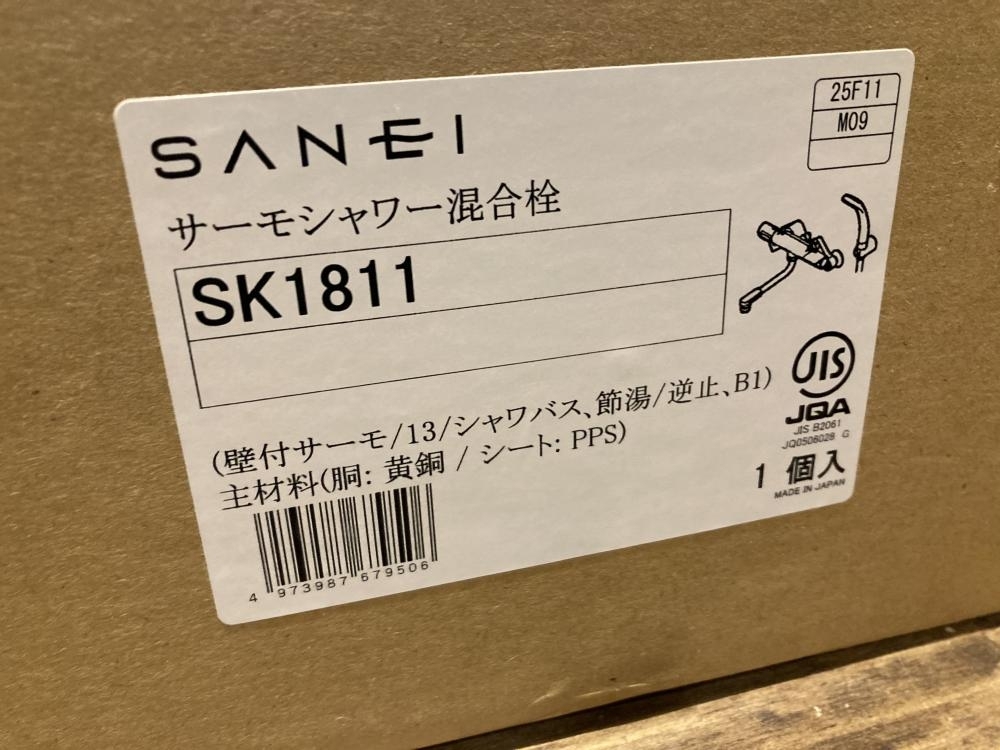 SANEI
25F11
M09
サーモシャワー混合栓
SK1811
(壁付サーモ/13/シャワバス、節湯/逆止、B1)
主材料(胴: 黄銅 / シート: PPS)
JIS
JQA
JIS B2061
JQ0506028 G
1 個入
MADE IN JAPAN
4 973987 679506